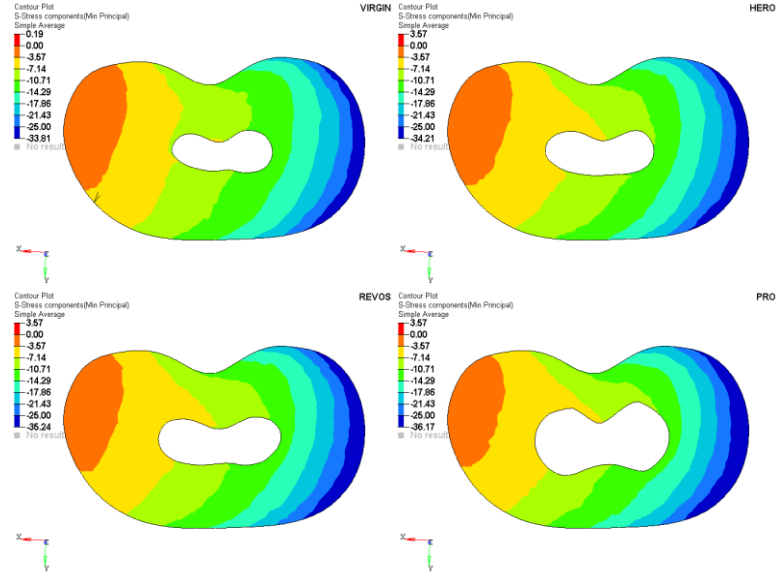 Contour Plot
S-Stress components(Min Principal)
Simple Average
VIRGIN
0.19
0.00
-3.57
-7.14
-10.71
-14.29
-17.86
-21.43
-25.00
-33.81
No result
X
Y
Contour Plot
S-Stress components(Min Principal)
Simple Average
HERO
3.57
0.00
-3.57
-7.14
-10.71
-14.29
-17.86
-21.43
-25.00
-34.21
No result
X
Y
Contour Plot
S-Stress components(Min Principal)
Simple Average
REVOS
3.57
0.00
-3.57
-7.14
-10.71
-14.29
-17.86
-21.43
-25.00
-35.24
No result
X
Y
Contour Plot
S-Stress components(Min Principal)
Simple Average
PRO
3.57
0.00
-3.57
-7.14
-10.71
-14.29
-17.86
-21.43
-25.00
-36.17
No result
X
Y